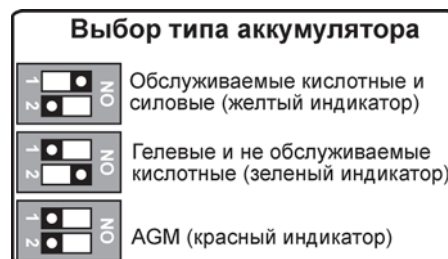 Выбор типа аккумулятора
1 2 ON
Обслуживаемые кислотные и
силовые (желтый индикатор)
1 2 ON
Гелевые и не обслуживаемые
кислотные (зеленый индикатор)
1 2 ON
AGM (красный индикатор)